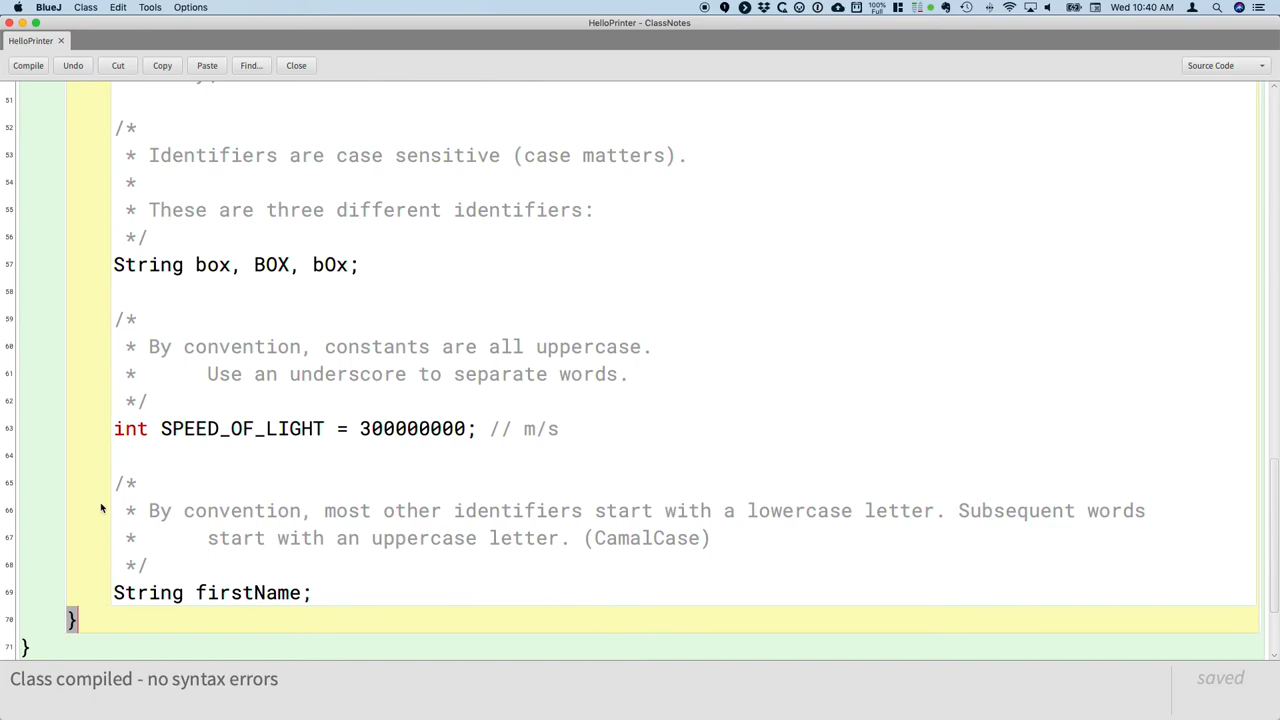 BlueJ Class Edit Tools Options 100% Full Wed 10:40 AM
HelloPrinter - ClassNotes
HelloPrinter ×
Compile Undo Cut Copy Paste Find... Close Source Code
51
52 /*
53 * Identifiers are case sensitive (case matters).
54 *
55 * These are three different identifiers:
56 */
57 String box, BOX, bOx;
58
59 /*
60 * By convention, constants are all uppercase.
61 * Use an underscore to separate words.
62 */
63 int SPEED_OF_LIGHT = 300000000; // m/s
64
65 /*
66 * By convention, most other identifiers start with a lowercase letter. Subsequent words
67 * start with an uppercase letter. (CamalCase)
68 */
69 String firstName;
70 }
71 }
Class compiled - no syntax errors saved